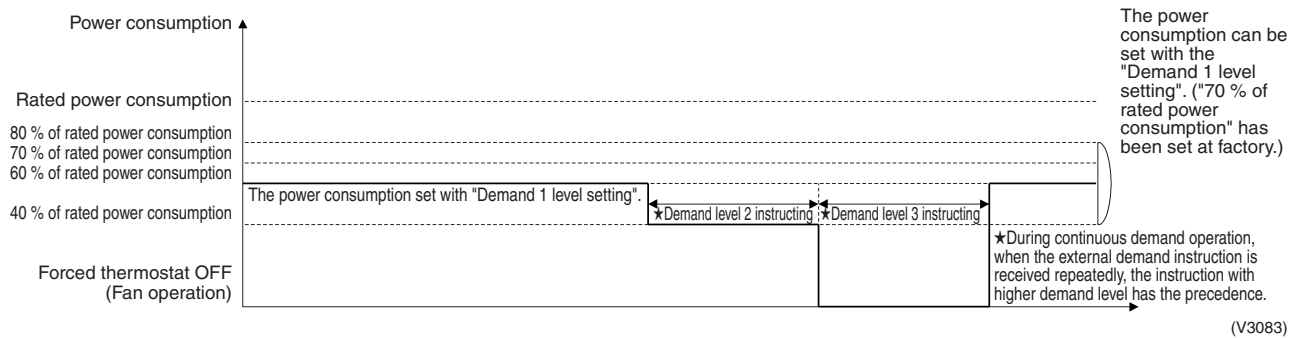 Power consumption
Rated power consumption
80 % of rated power consumption
70 % of rated power consumption
60 % of rated power consumption
40 % of rated power consumption
Forced thermostat OFF
(Fan operation)
The power consumption set with "Demand 1 level setting".
★Demand level 2 instructing
★Demand level 3 instructing
The power
consumption can be
set with the
"Demand 1 level
setting". ("70 % of
rated power
consumption" has
been set at factory.)
★During continuous demand operation,
when the external demand instruction is
received repeatedly, the instruction with
higher demand level has the precedence.
(V3083)